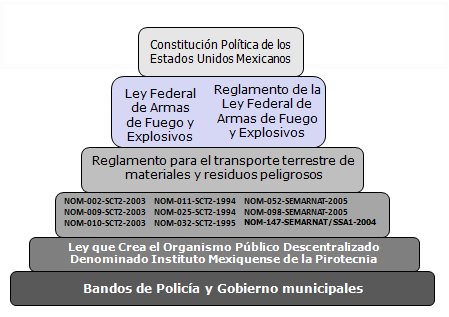 Constitución Política de los
Estados Unidos Mexicanos
Ley Federal
de Armas
de Fuego y
Explosivos
Reglamento de la
Ley Federal de
Armas de Fuego
y Explosivos
Reglamento para el transporte terrestre de
materiales y residuos peligrosos
NOM-002-SCT2-2003 NOM-011-SCT2-1994 NOM-052-SEMARNAT-2005
NOM-009-SCT2-2003 NOM-025-SCT2-1994 NOM-098-SEMARNAT-2005
NOM-010-SCT2-2003 NOM-032-SCT2-1995 NOM-147-SEMARNAT/SSA1-2004
Ley que Crea el Organismo Público Descentralizado
Denominado Instituto Mexiquense de la Pirotecnia
Bandos de Policía y Gobierno municipales